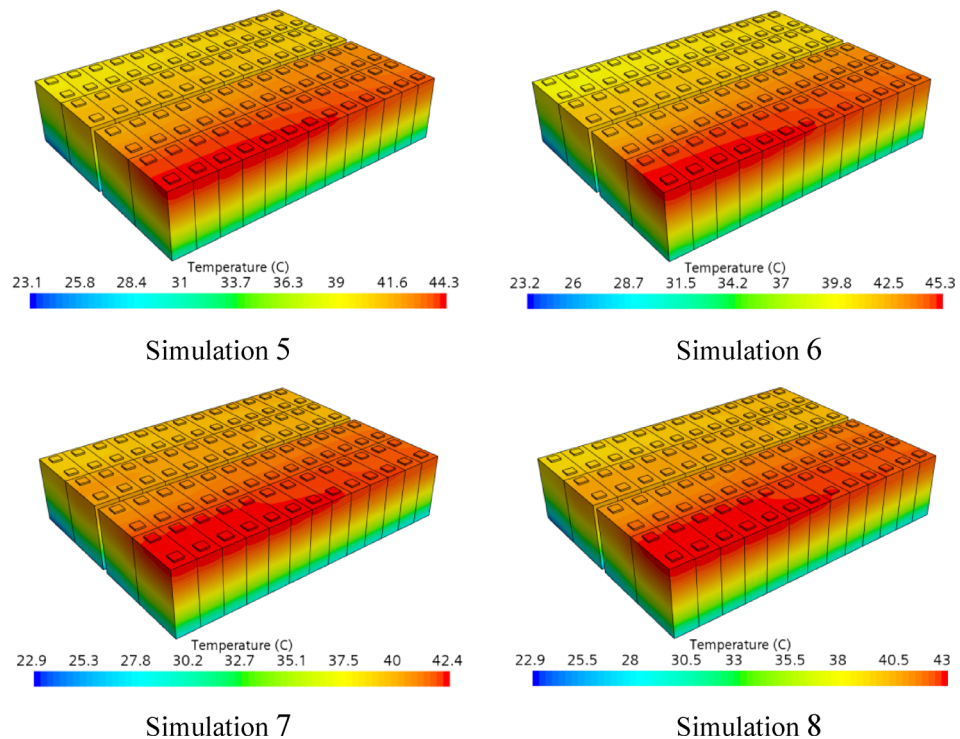 Temperature (C)
23.1 25.8 28.4 31 33.7 36.3 39 41.6 44.3
Simulation 5
Temperature (C)
23.2 26 28.7 31.5 34.2 37 39.8 42.5 45.3
Simulation 6
Temperature (C)
22.9 25.3 27.8 30.2 32.7 35.1 37.5 40 42.4
Simulation 7
Temperature (C)
22.9 25.5 28 30.5 33 35.5 38 40.5 43
Simulation 8